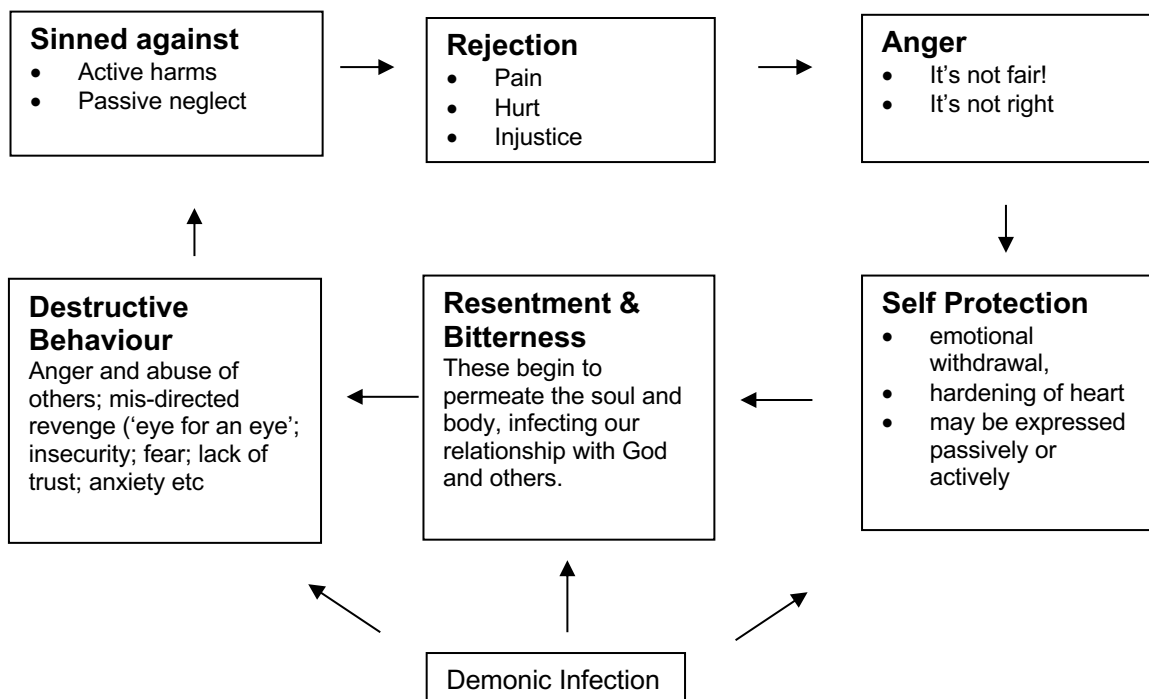 Sinned against
• Active harms
• Passive neglect
Rejection
• Pain
• Hurt
• Injustice
Anger
• It’s not fair!
• It’s not right
Destructive
Behaviour
Anger and abuse of
others; mis-directed
revenge (‘eye for an eye’;
insecurity; fear; lack of
trust; anxiety etc
Resentment &
Bitterness
These begin to
permeate the soul and
body, infecting our
relationship with God
and others.
Self Protection
• emotional
withdrawal,
• hardening of heart
• may be expressed
passively or
actively
Demonic Infection